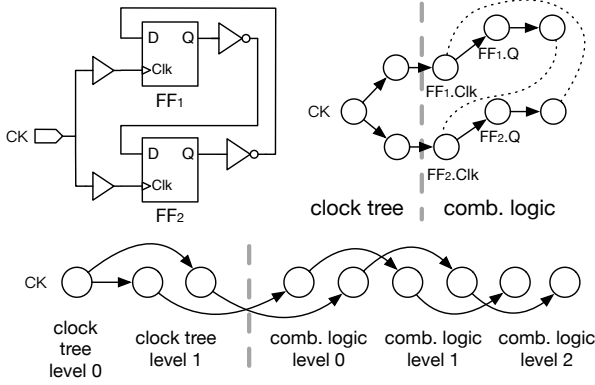 D Q
Clk
FF1
CK
D Q
Clk
FF2
FF1.Q
FF1.Clk
CK
FF2.Q
FF2.Clk
clock tree comb. logic
CK
clock
tree
level 0
clock tree
level 1
comb. logic
level 0
comb. logic
level 1
comb. logic
level 2